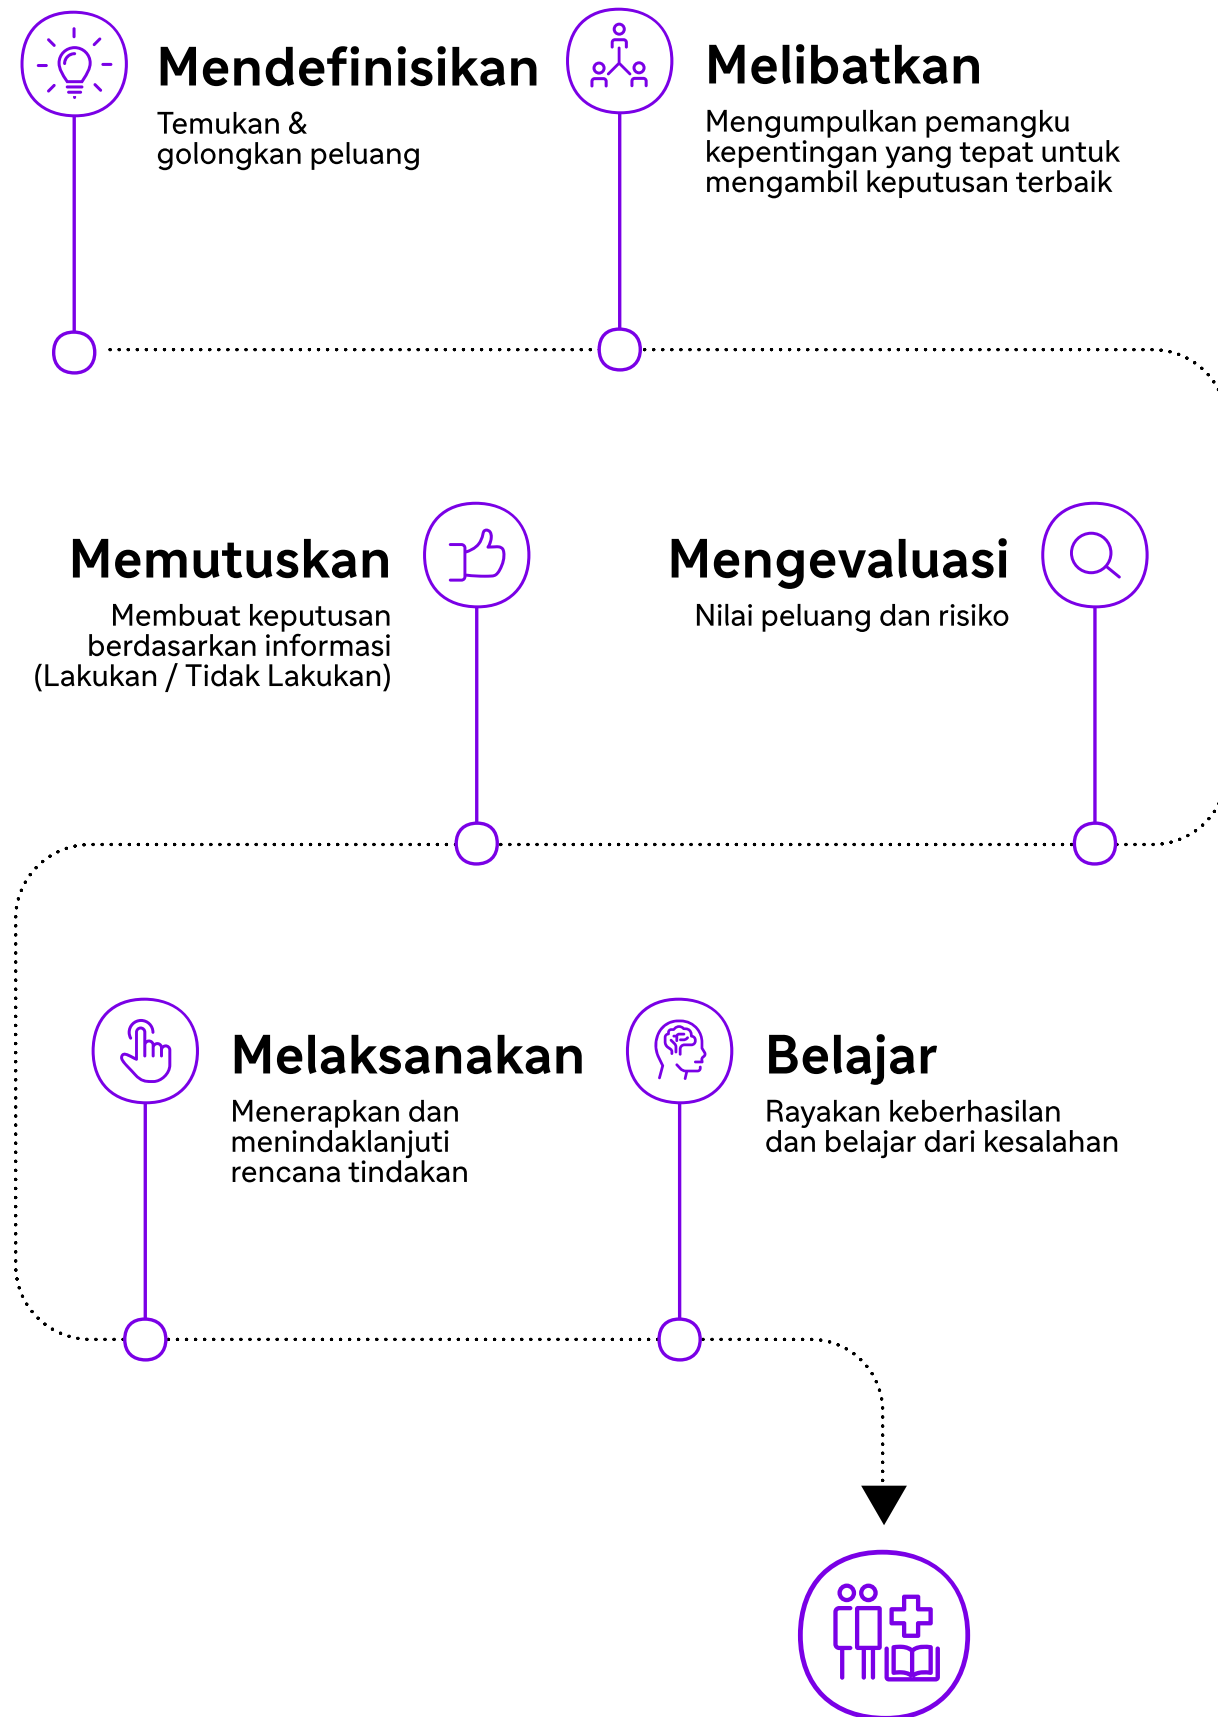 Mendefinisikan
Temukan &
golongkan peluang
Melibatkan
Mengumpulkan pemangku
kepentingan yang tepat untuk
mengambil keputusan terbaik
Mengevaluasi
Nilai peluang dan risiko
Memutuskan
Membuat keputusan
berdasarkan informasi
(Lakukan / Tidak Lakukan)
Melaksanakan
Menerapkan dan
menindaklanjuti
rencana tindakan
Belajar
Rayakan keberhasilan
dan belajar dari kesalahan